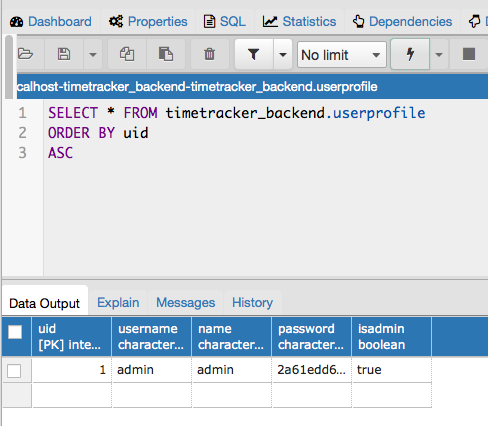 Dashboard Properties SQL Statistics Dependencies
No limit
calhost-timetracker_backend-timetracker_backend.userprofile
1 SELECT * FROM timetracker_backend.userprofile
2 ORDER BY uid
3 ASC
Data Output Explain Messages History
uid username name password isadmin
[PK] inte... character... character... character... boolean
1 admin admin 2a61edd6... true